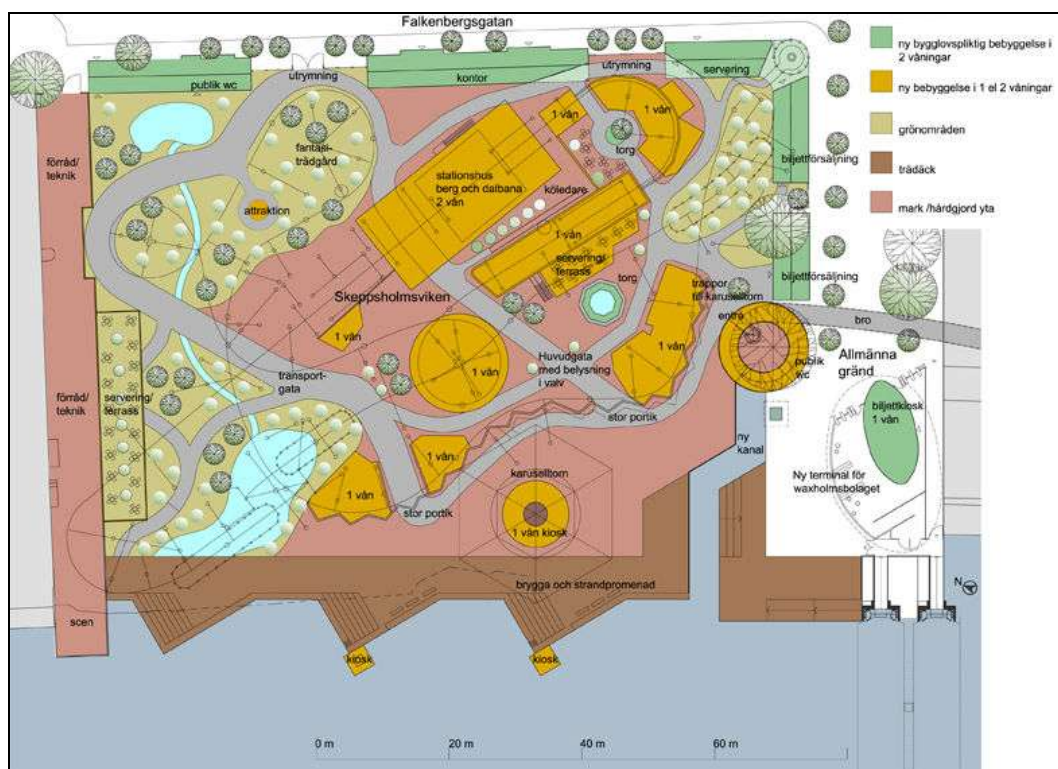 Falkenbergsgatan
ny bygglovspliktig bebyggelse i
2 våningar
ny bebyggelse i 1 el 2 våningar
grönområden
trädäck
mark /hårdgjord yta
utrymning
publik wc
kontor
utrymning
servering
1 vån
1 vån
förråd/
teknik
fantasi-
trädgård
torg
biljettförsäljning
stationshus
berg och dalbana
2 vån
köledare
attraktion
1 vån
servering/
terrass
torg
trappor
till karuselltorn
biljettförsäljning
Skeppsholmsviken
entre
bro
1 vån
publik
wc
Allmänna
gränd
1 vån
1 vån
Huvudgata
med belysning
i valv
transport-
gata
förråd/
teknik
servering/
terrass
stor portik
biljettkiosk
1 vån
ny
kanal
1 vån
karuselltorn
1 vån
Ny terminal för
waxholmsbolaget
stor portik
1 vån kiosk
brygga och strandpromenad
N
scen
kiosk
kiosk
0 m
20 m
40 m
60 m